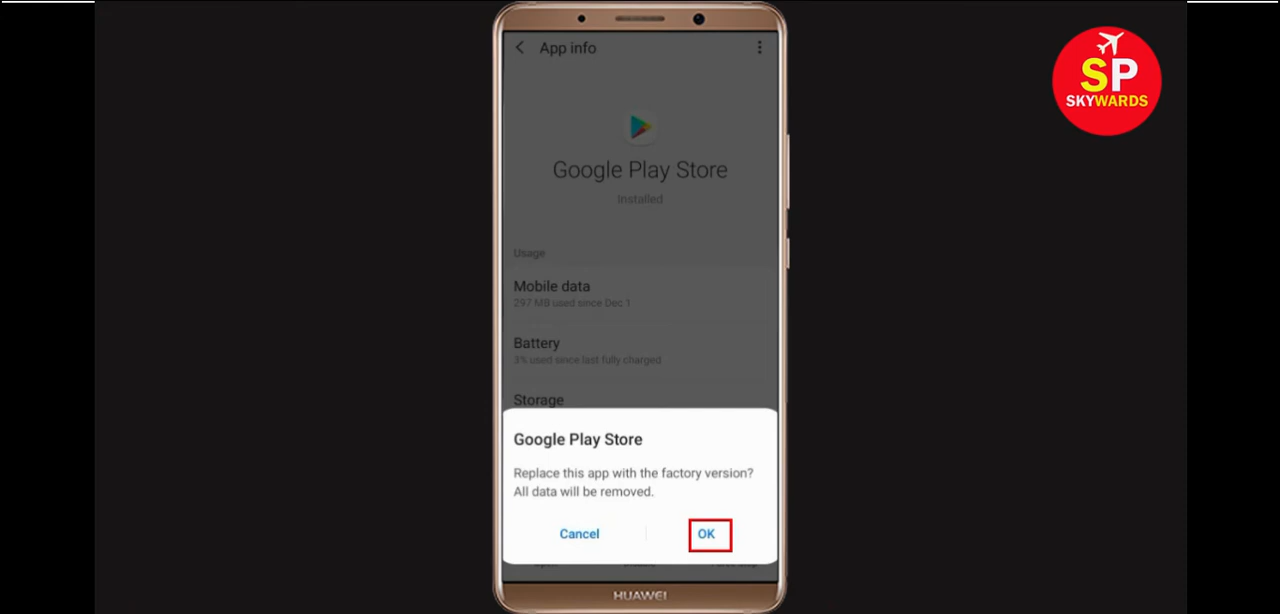 App info
SP
SKYWARDS
Google Play Store
Installed
Usage
Mobile data
297 MB used since Dec 1
Battery
3% used since last fully charged
Storage
Google Play Store
Replace this app with the factory version?
All data will be removed.
Cancel
OK
HUAWEI